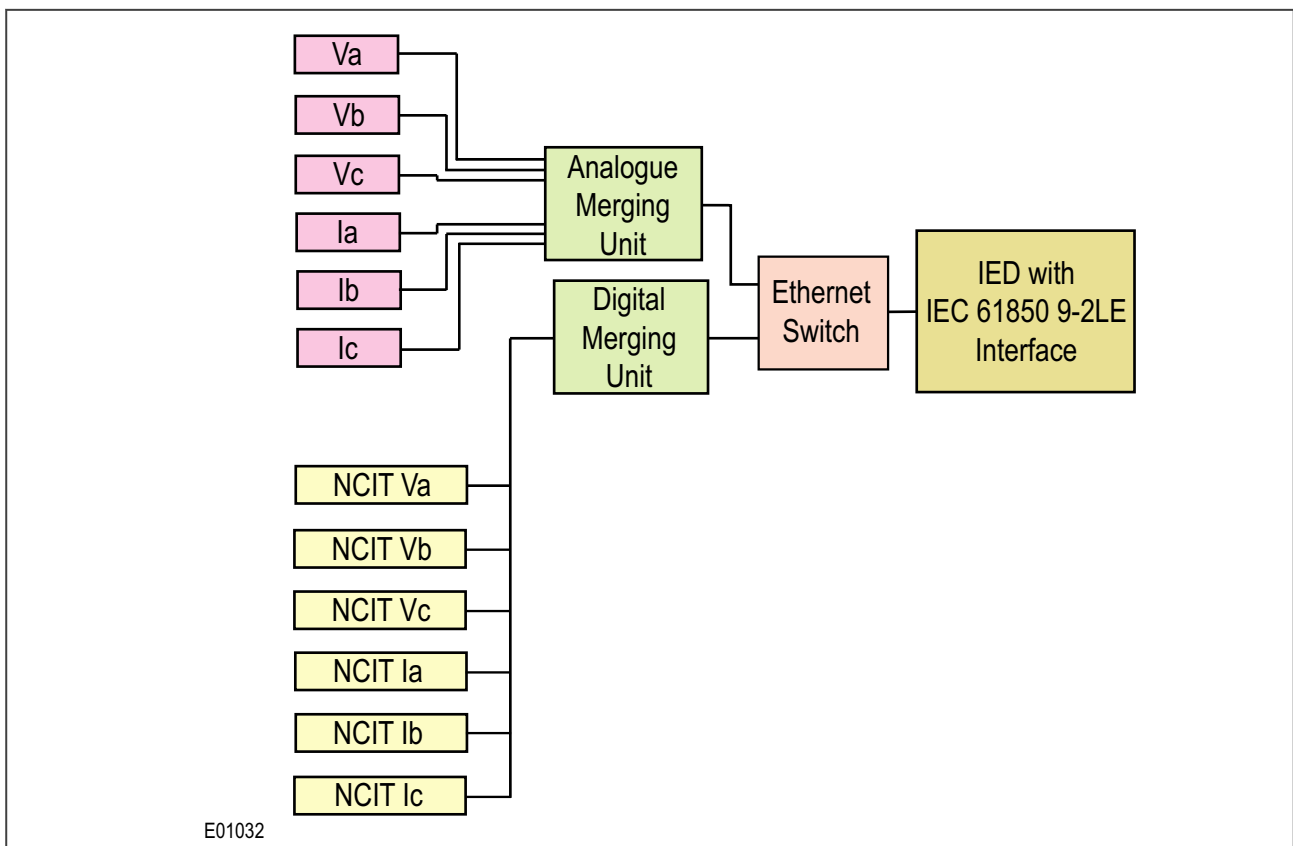 Va
Vb
Vc
Ia
Ib
Ic
Analogue
Merging
Unit
Digital
Merging
Unit
Ethernet
Switch
IED with
IEC 61850 9-2LE
Interface
NCIT Va
NCIT Vb
NCIT Vc
NCIT Ia
NCIT Ib
NCIT Ic
E01032